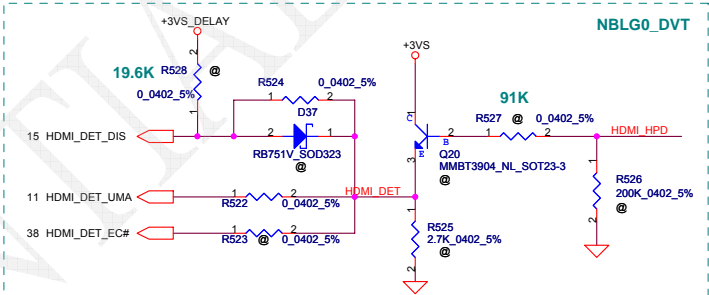 +3VS_DELAY
NBLG0_DVT
+3VS
19.6K
2
R528
@
0_0402_5%
1
R524
0_0402_5%
1
2
D37
91K
R527
@
0_0402_5%
15 HDMI_DET_DIS
2
1
RB751V_SOD323
@
1
C
2
B
E
3
1
2
HDMI_HPD
Q20
MMBT3904_NL_SOT23-3
@
1
R526
200K_0402_5%
@
2
11 HDMI_DET_UMA
1
2
R522
0_0402_5%
HDMI_DET
38 HDMI_DET_EC#
1
2
R523
@
0_0402_5%
1
R525
2.7K_0402_5%
@
2